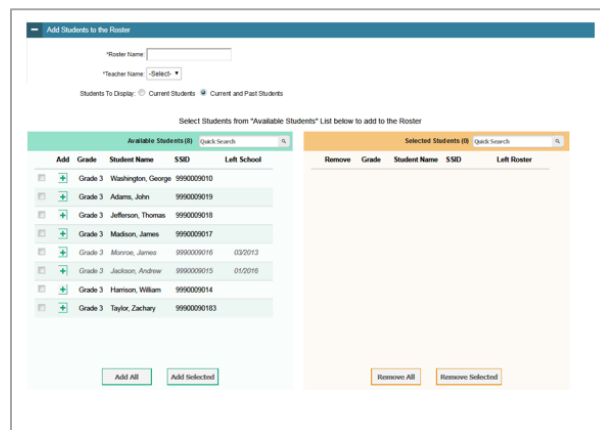 Add Students to the Roster
*Roster Name:
*Teacher Name: -Select-
Students To Display: Current Students Current and Past Students
Select Students from "Available Students" List below to add to the Roster
Available Students (8) Quick Search
Add Grade Student Name SSID Left School
Grade 3 Washington, George 9990009010
Grade 3 Adams, John 9990009019
Grade 3 Jefferson, Thomas 9990009018
Grade 3 Madison, James 9990009017
Grade 3 Monroe, James 9990009016 03/2013
Grade 3 Jackson, Andrew 9990009015 01/2016
Grade 3 Harrison, William 9990009014
Grade 3 Taylor, Zachary 99900090183
Add All Add Selected
Selected Students (0) Quick Search
Remove Grade Student Name SSID Left Roster
Remove All Remove Selected